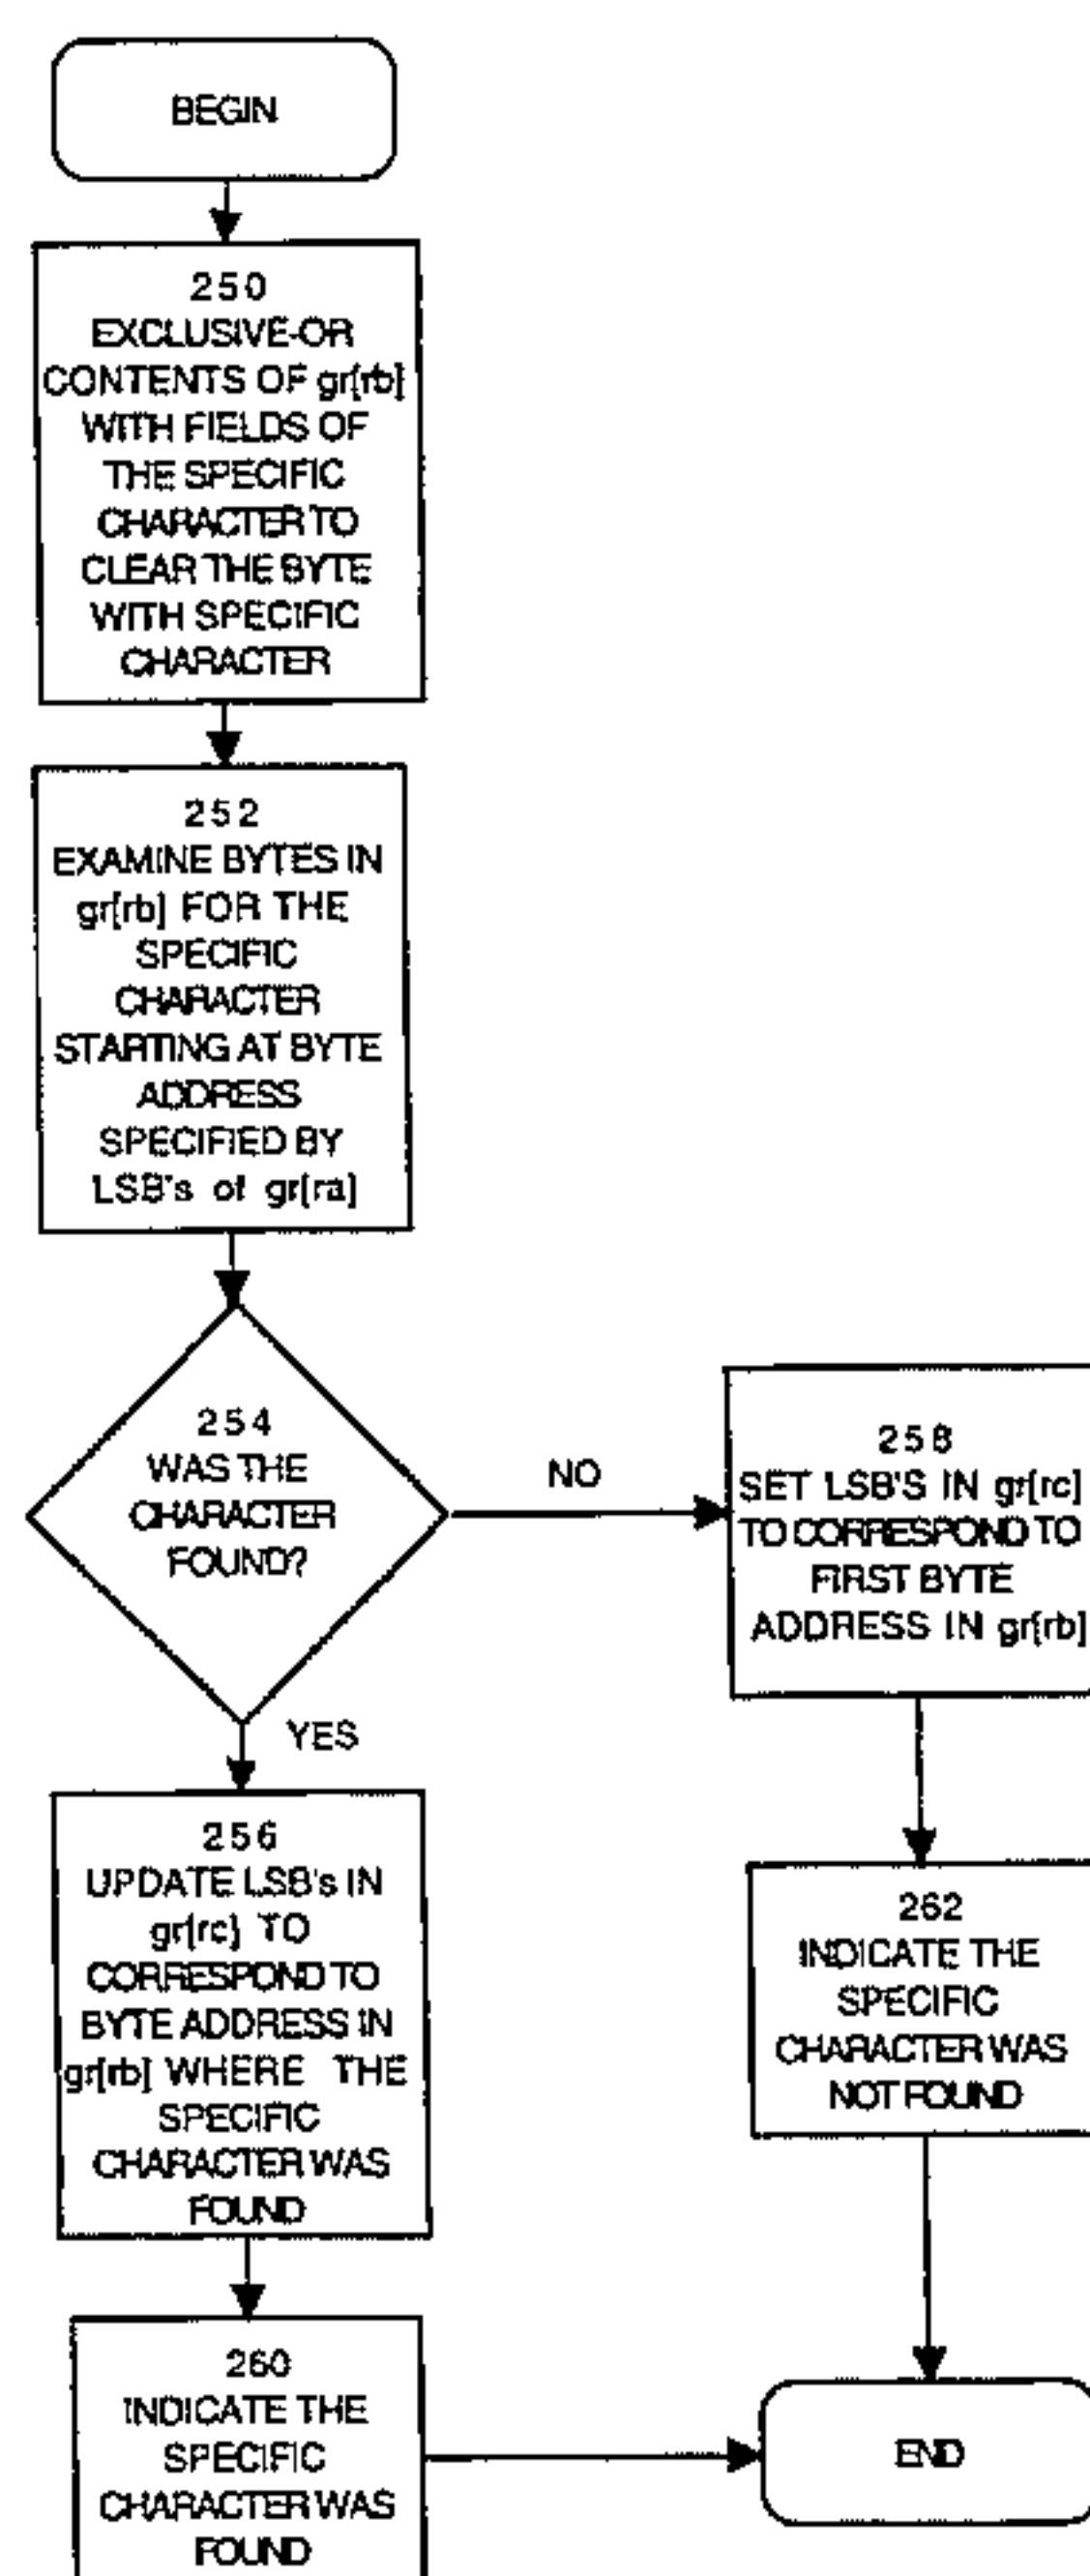 BEGIN
250
EXCLUSIVE-OR
CONTENTS OF gr[rb]
WITH FIELDS OF
THE SPECIFIC
CHARACTER TO
CLEAR THE BYTE
WITH SPECIFIC
CHARACTER
252
EXAMINE BYTES IN
gr[rb] FOR THE
SPECIFIC
CHARACTER
STARTING AT BYTE
ADDRESS
SPECIFIED BY
LSB's of gr[ra]
254
WAS THE
CHARACTER
FOUND?
NO
258
SET LSB'S IN gr[rc]
TO CORRESPOND TO
FIRST BYTE
ADDRESS IN gr[rb]
YES
256
UPDATE LSB's IN
gr[rc] TO
CORRESPOND TO
BYTE ADDRESS IN
gr[rb] WHERE THE
SPECIFIC
CHARACTER WAS
FOUND
262
INDICATE THE
SPECIFIC
CHARACTER WAS
NOT FOUND
260
INDICATE THE
SPECIFIC
CHARACTER WAS
FOUND
END